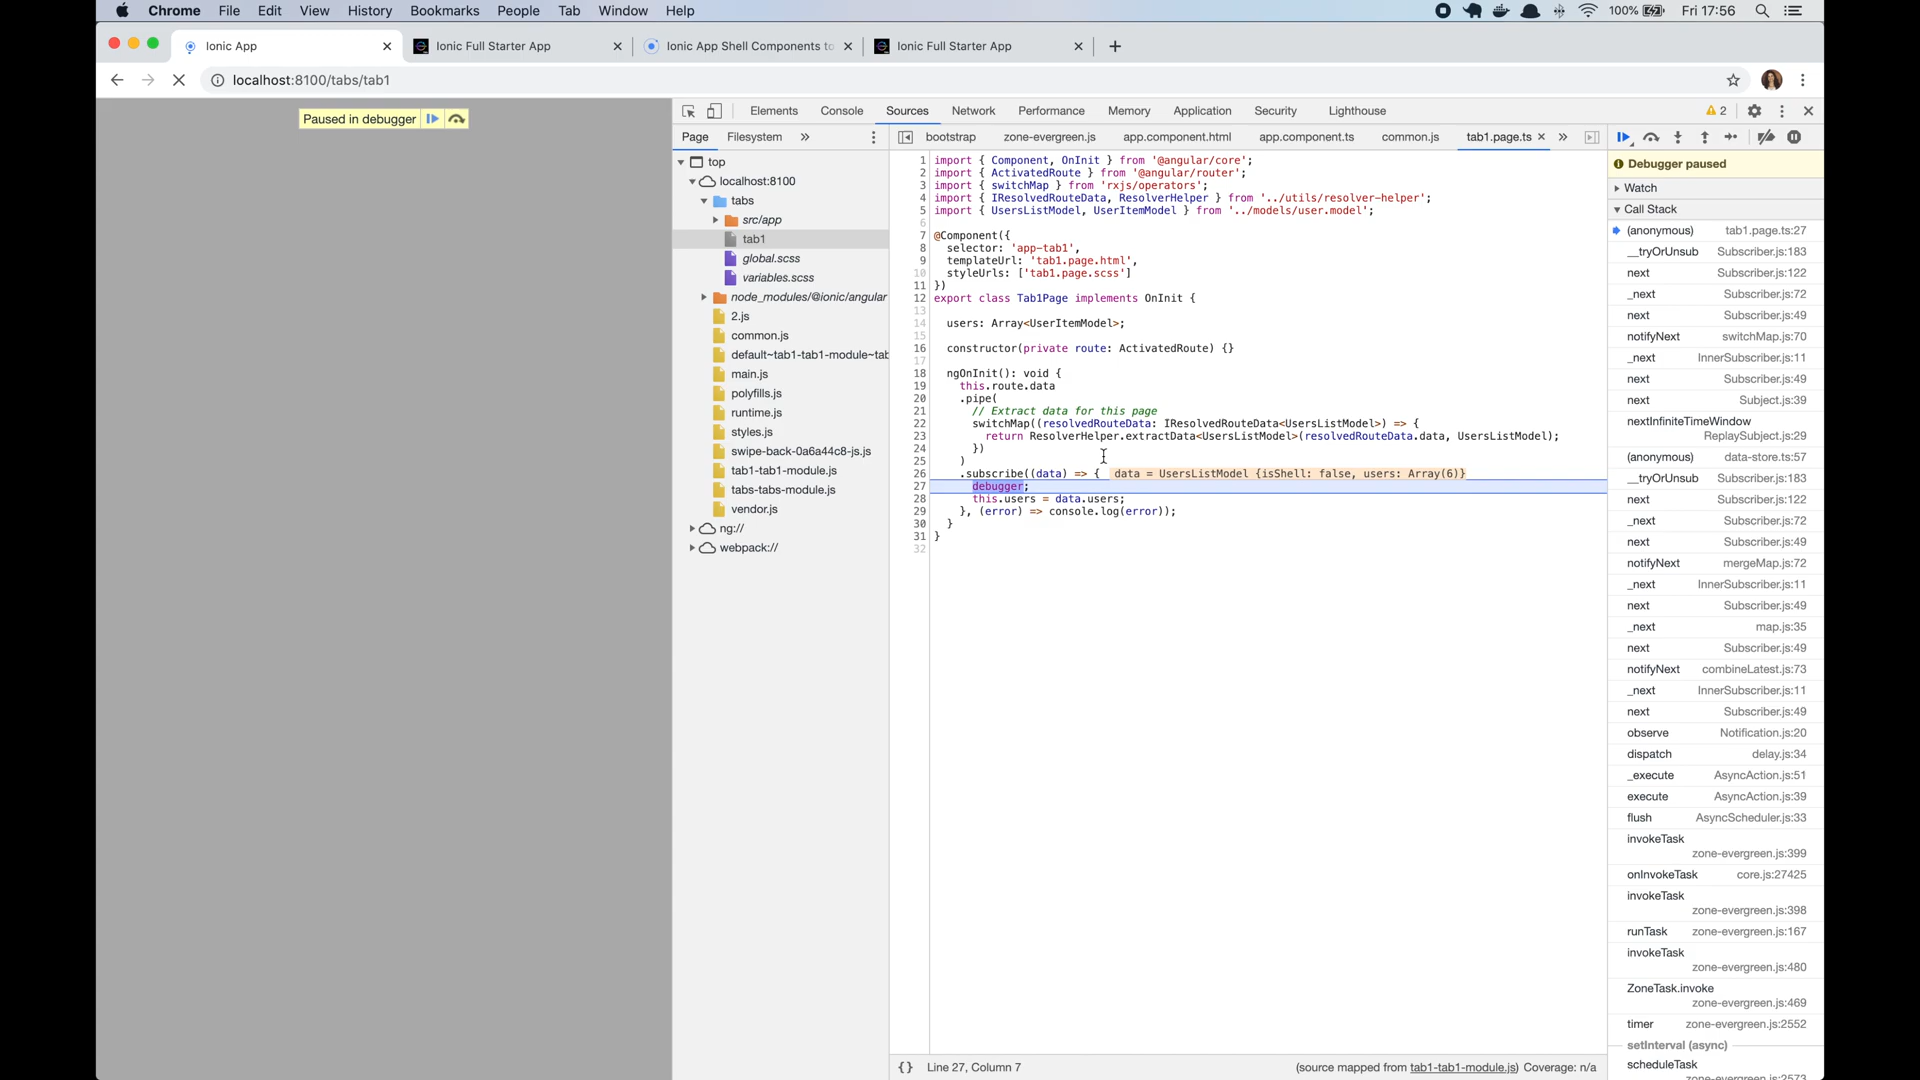 Chrome File Edit View History Bookmarks People Tab Window Help 100% Fri 17:56
Ionic App Ionic Full Starter App Ionic App Shell Components to Ionic Full Starter App
localhost:8100/tabs/tab1
Paused in debugger
Elements Console Sources Network Performance Memory Application Security Lighthouse 2
Page Filesystem »
bootstrap zone-evergreen.js app.component.html app.component.ts common.js tab1.page.ts »
top
localhost:8100
tabs
src/app
tab1
global.scss
variables.scss
node_modules/@ionic/angular
2.js
common.js
default~tab1-tab1-module~tab
main.js
polyfills.js
runtime.js
styles.js
swipe-back-0a6a44c8-js.js
tab1-tab1-module.js
tabs-tabs-module.js
vendor.js
ng://
webpack://
1 import { Component, OnInit } from '@angular/core';
2 import { ActivatedRoute } from '@angular/router';
3 import { switchMap } from 'rxjs/operators';
4 import { IResolvedRouteData, ResolverHelper } from '../utils/resolver-helper';
5 import { UsersListModel, UserItemModel } from '../models/user.model';
6
7 @Component({
8 selector: 'app-tab1',
9 templateUrl: 'tab1.page.html',
10 styleUrls: ['tab1.page.scss']
11 })
12 export class Tab1Page implements OnInit {
13
14 users: Array<UserItemModel>;
15
16 constructor(private route: ActivatedRoute) {}
17
18 ngOnInit(): void {
19 this.route.data
20 .pipe(
21 // Extract data for this page
22 switchMap((resolvedRouteData: IResolvedRouteData<UsersListModel>) => {
23 return ResolverHelper.extractData<UsersListModel>(resolvedRouteData.data, UsersListModel);
24 })
25 )
26 .subscribe((data) => { data = UsersListModel {isShell: false, users: Array(6)}
27 debugger;
28 this.users = data.users;
29 }, (error) => console.log(error));
30 }
31 }
32
{} Line 27, Column 7 (source mapped from tab1-tab1-module.js) Coverage: n/a
Debugger paused
Watch
Call Stack
(anonymous) tab1.page.ts:27
__tryOrUnsub Subscriber.js:183
next Subscriber.js:122
_next Subscriber.js:72
next Subscriber.js:49
notifyNext switchMap.js:70
_next InnerSubscriber.js:11
next Subscriber.js:49
next Subject.js:39
nextInfiniteTimeWindow
ReplaySubject.js:29
(anonymous) data-store.ts:57
__tryOrUnsub Subscriber.js:183
next Subscriber.js:122
_next Subscriber.js:72
next Subscriber.js:49
notifyNext mergeMap.js:72
_next InnerSubscriber.js:11
next Subscriber.js:49
_next map.js:35
next Subscriber.js:49
notifyNext combineLatest.js:73
_next InnerSubscriber.js:11
next Subscriber.js:49
observe Notification.js:20
dispatch delay.js:34
_execute AsyncAction.js:51
execute AsyncAction.js:39
flush AsyncScheduler.js:33
invokeTask
zone-evergreen.js:399
onInvokeTask core.js:27425
invokeTask
zone-evergreen.js:398
runTask zone-evergreen.js:167
invokeTask
zone-evergreen.js:480
ZoneTask.invoke
zone-evergreen.js:469
timer zone-evergreen.js:2552
setInterval (async)
scheduleTask
zone-evergreen.js:2573